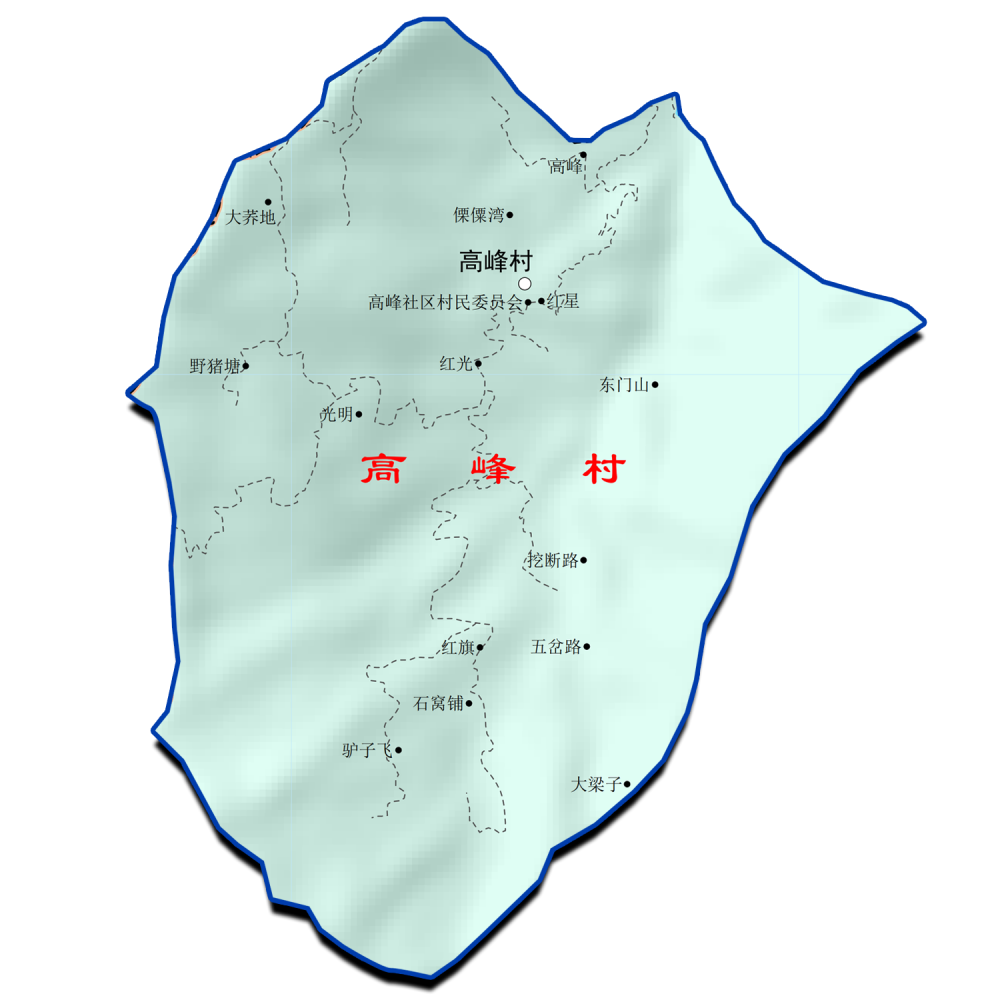 高峰
大荞地
傈僳湾
高峰村
高峰社区村民委员会
红星
野猪塘
红光
东门山
光明
高峰村
挖断路
红旗
五岔路
石窝铺
驴子飞
大梁子